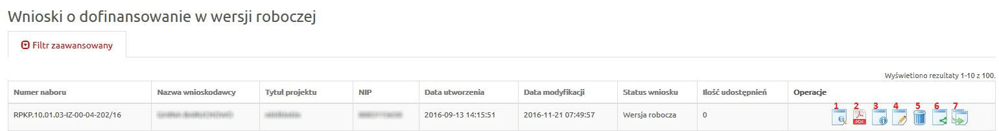 Wnioski o dofinansowanie w wersji roboczej
Filtr zaawansowany
Wyświetlono rezultaty 1-10 z 100.
Numer naboru Nazwa wnioskodawcy Tytuł projektu NIP Data utworzenia Data modyfikacji Status wniosku Ilość udostępnień Operacje
1 2 3 4 5 6 7
RPKP.10.01.03-IZ-00-04-202/16 2016-09-13 14:15:51 2016-11-21 07:49:57 Wersja robocza 0
PDF